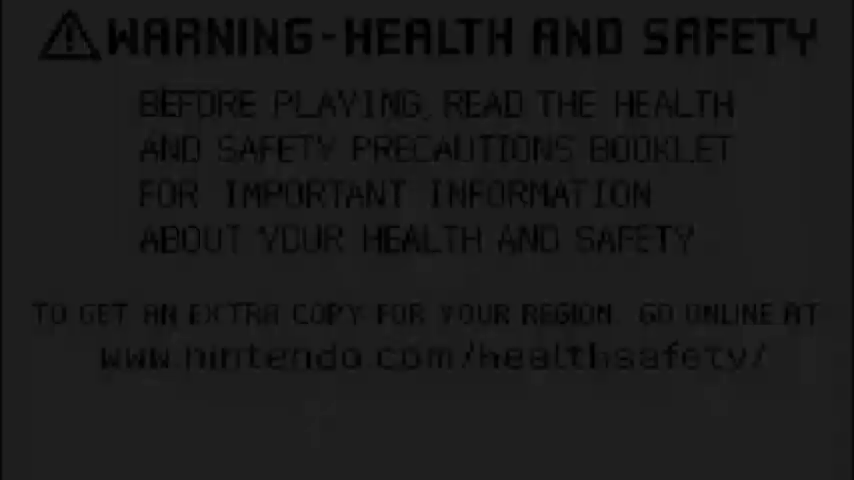 WARNING-HEALTH AND SAFETY
BEFORE PLAYING, READ THE HEALTH
AND SAFETY PRECAUTIONS BOOKLET
FOR IMPORTANT INFORMATION
ABOUT YOUR HEALTH AND SAFETY
TO GET AN EXTRA COPY FOR YOUR REGION, GO ONLINE AT
www.nintendo.com/healthsafety/